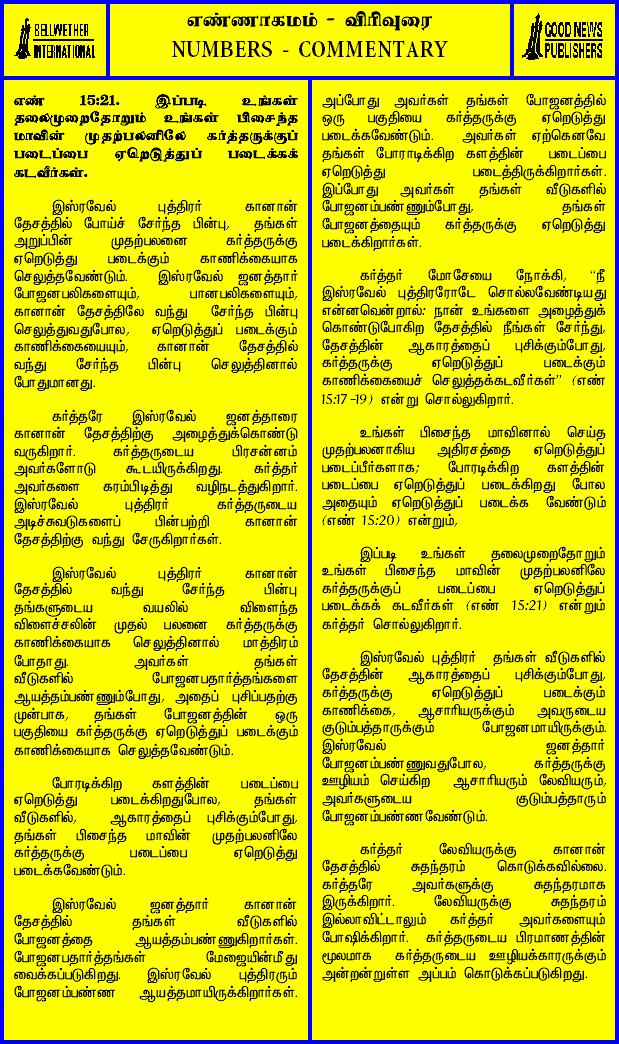 BELLWETHER
INTERNATIONAL
எண்ணாகமம் - விரிவுரை
NUMBERS - COMMENTARY
GOOD NEWS
PUBLISHERS
எண் 15:21. இப்படி உங்கள்
தலைமுறைதோறும் உங்கள் பிசைந்த
மாவின் முதற்பலனிலே கர்த்தருக்குப்
படைப்பை ஏறெடுத்துப் படைக்கக்
கடவீர்கள்.
இஸ்ரவேல் புத்திரர் கானான்
தேசத்தில் போய்ச் சேர்ந்த பின்பு, தங்கள்
அறுப்பின் முதற்பலனை கர்த்தருக்கு
ஏறெடுத்து படைக்கும் காணிக்கையாக
செலுத்தவேண்டும். இஸ்ரவேல் ஜனத்தார்
போஜனபலிகளையும், பானபலிகளையும்,
கானான் தேசத்திலே வந்து சேர்ந்த பின்பு
செலுத்துவதுபோல, ஏறெடுத்துப் படைக்கும்
காணிக்கையையும், கானான் தேசத்தில்
வந்து சேர்ந்த பின்பு செலுத்தினால்
போதுமானது.
கர்த்தரே இஸ்ரவேல் ஜனத்தாரை
கானான் தேசத்திற்கு அழைத்துக்கொண்டு
வருகிறார். கர்த்தருடைய பிரசன்னம்
அவர்களோடு கூடயிருக்கிறது. கர்த்தர்
அவர்களை கரம்பிடித்து வழிநடத்துகிறார்.
இஸ்ரவேல் புத்திரர் கர்த்தருடைய
அடிச்சுவடுகளைப் பின்பற்றி கானான்
தேசத்திற்கு வந்து சேருகிறார்கள்.
இஸ்ரவேல் புத்திரர் கானான்
தேசத்தில் வந்து சேர்ந்த பின்பு
தங்களுடைய வயலில் விளைந்த
விளைச்சலின் முதல் பலனை கர்த்தருக்கு
காணிக்கையாக செலுத்தினால் மாத்திரம்
போதாது. அவர்கள் தங்கள்
வீடுகளில் போஜனபதார்த்தங்களை
ஆயத்தம்பண்ணும்போது, அதைப் புசிப்பதற்கு
முன்பாக, தங்கள் போஜனத்தின் ஒரு
பகுதியை கர்த்தருக்கு ஏறெடுத்துப் படைக்கும்
காணிக்கையாக செலுத்தவேண்டும்.
போரடிக்கிற களத்தின் படைப்பை
ஏறெடுத்து படைக்கிறதுபோல, தங்கள்
வீடுகளில், ஆகாரத்தைப் புசிக்கும்போது,
தங்கள் பிசைந்த மாவின் முதற்பலனிலே
கர்த்தருக்கு படைப்பை ஏறெடுத்து
படைக்கவேண்டும்.
இஸ்ரவேல் ஜனத்தார் கானான்
தேசத்தில் தங்கள் வீடுகளில்
போஜனத்தை ஆயத்தம்பண்ணுகிறார்கள்.
போஜனபதார்த்தங்கள் மேஜையின்மீது
வைக்கப்படுகிறது. இஸ்ரவேல் புத்திரரும்
போஜனம்பண்ண ஆயத்தமாயிருக்கிறார்கள்.
அப்போது அவர்கள் தங்கள் போஜனத்தில்
ஒரு பகுதியை கர்த்தருக்கு ஏறெடுத்து
படைக்கவேண்டும். அவர்கள் ஏற்கெனவே
தங்கள் போராடிக்கிற களத்தின் படைப்பை
ஏறெடுத்து படைத்திருக்கிறார்கள்.
இப்போது அவர்கள் தங்கள் வீடுகளில்
போஜனம்பண்ணும்போது, தங்கள்
போஜனத்தையும் கர்த்தருக்கு ஏறெடுத்து
படைக்கிறார்கள்.
கர்த்தர் மோசேயை நோக்கி, "நீ
இஸ்ரவேல் புத்திரரோடே சொல்லவேண்டியது
என்னவென்றால்: நான் உங்களை அழைத்துக்
கொண்டுபோகிற தேசத்தில் நீங்கள் சேர்ந்து,
தேசத்தின் ஆகாரத்தைப் புசிக்கும்போது,
கர்த்தருக்கு ஏறெடுத்துப் படைக்கும்
காணிக்கையைச் செலுத்தக்கடவீர்கள்" (எண்
15:17-19) என்று சொல்லுகிறார்.
உங்கள் பிசைந்த மாவினால் செய்த
முதற்பலனாகிய அதிரசத்தை ஏறெடுத்துப்
படைப்பீர்களாக; போரடிக்கிற களத்தின்
படைப்பை ஏறெடுத்துப் படைக்கிறது போல
அதையும் ஏறெடுத்துப் படைக்க வேண்டும்
(எண் 15:20) என்றும்,
இப்படி உங்கள் தலைமுறைதோறும்
உங்கள் பிசைந்த மாவின் முதற்பலனிலே
கர்த்தருக்குப் படைப்பை ஏறெடுத்துப்
படைக்கக் கடவீர்கள் (எண் 15:21) என்றும்
கர்த்தர் சொல்லுகிறார்.
இஸ்ரவேல் புத்திரர் தங்கள் வீடுகளில்
தேசத்தின் ஆகாரத்தைப் புசிக்கும்போது,
கர்த்தருக்கு ஏறெடுத்துப் படைக்கும்
காணிக்கை, ஆசாரியருக்கும் அவருடைய
குடும்பத்தாருக்கும் போஜனமாயிருக்கும்.
இஸ்ரவேல் ஜனத்தார்
போஜனம்பண்ணுவதுபோல, கர்த்தருக்கு
ஊழியம் செய்கிற ஆசாரியரும் லேவியரும்,
அவர்களுடைய குடும்பத்தாரும்
போஜனம்பண்ணவேண்டும்.
கர்த்தர் லேவியருக்கு கானான்
தேசத்தில் சுதந்தரம் கொடுக்கவில்லை.
கர்த்தரே அவர்களுக்கு சுதந்தரமாக
இருக்கிறார். லேவியருக்கு சுதந்தரம்
இல்லாவிட்டாலும் கர்த்தர் அவர்களையும்
போஷிக்கிறார். கர்த்தருடைய பிரமாணத்தின்
மூலமாக கர்த்தருடைய ஊழியக்காரருக்கும்
அன்றன்றுள்ள அப்பம் கொடுக்கப்படுகிறது.